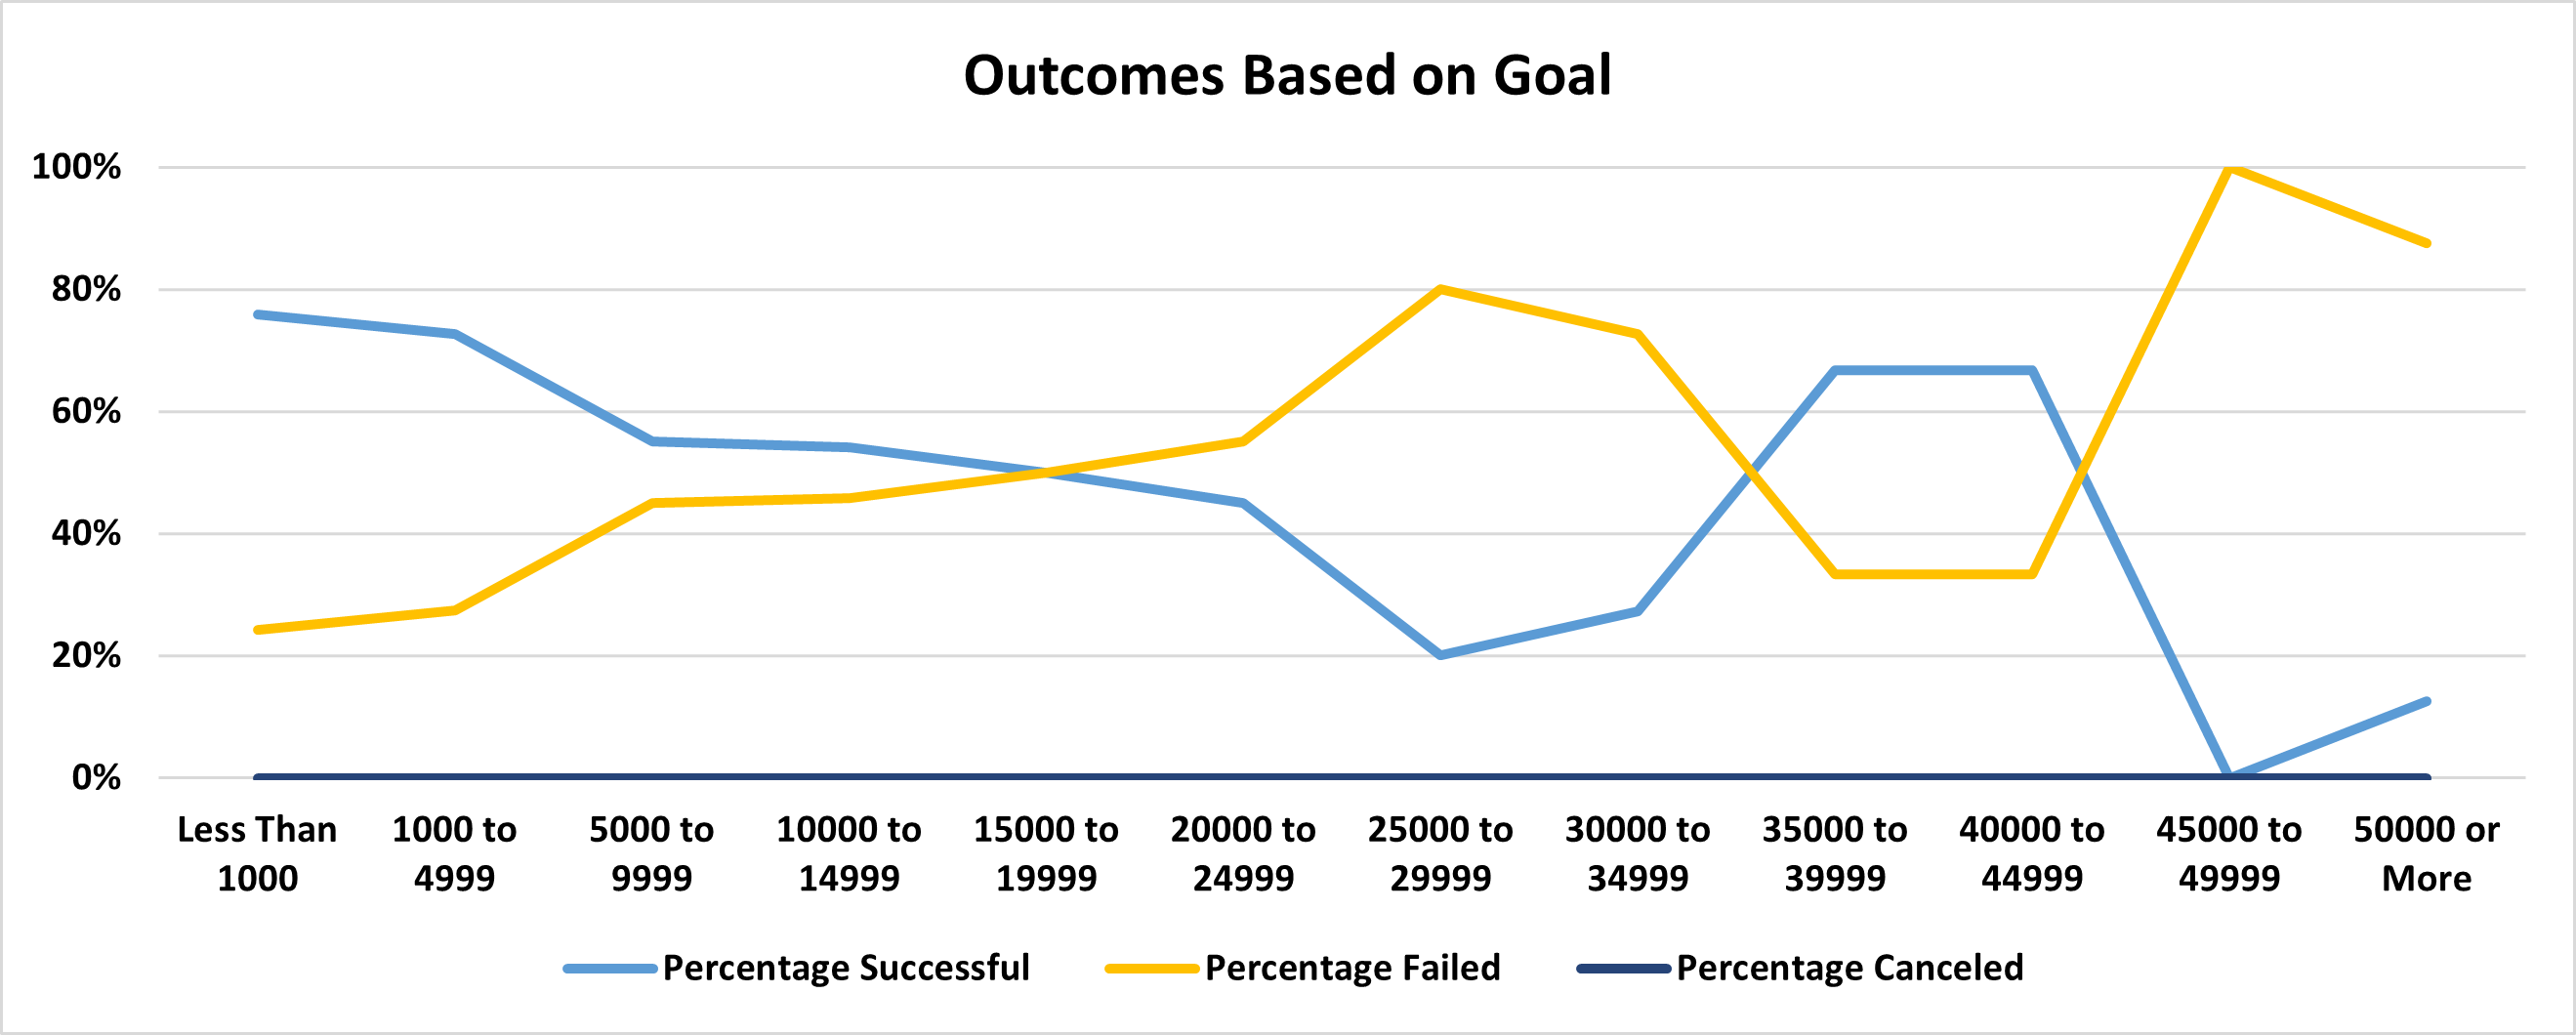 Outcomes Based on Goal
100%
80%
60%
40%
20%
0%
Less Than 1000 to 5000 to 10000 to 15000 to 20000 to 25000 to 30000 to 35000 to 40000 to 45000 to 50000 or
1000 4999 9999 14999 19999 24999 29999 34999 39999 44999 49999 More
Percentage Successful Percentage Failed Percentage Canceled